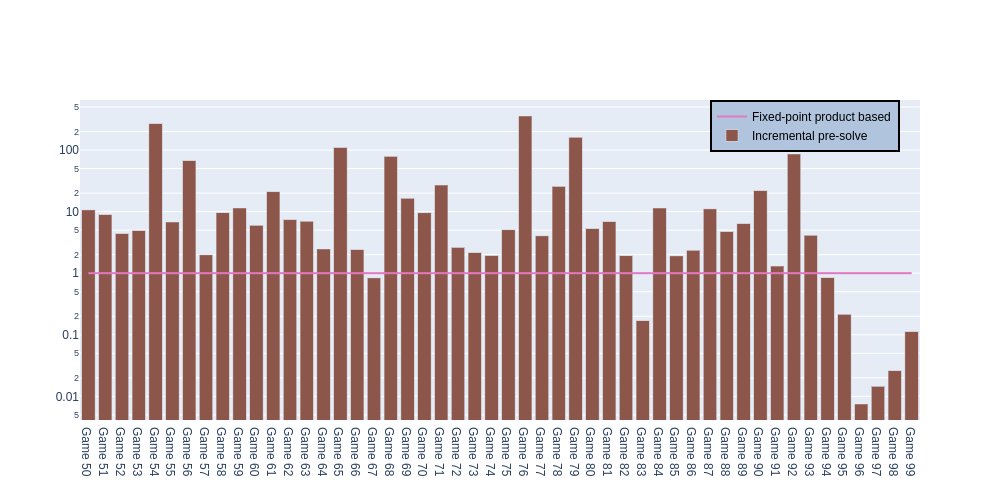 Fixed-point product based
Incremental pre-solve
5
2
100
5
2
10
5
2
1
5
2
0.1
5
2
0.01
5
Game 50
Game 51
Game 52
Game 53
Game 54
Game 55
Game 56
Game 57
Game 58
Game 59
Game 60
Game 61
Game 62
Game 63
Game 64
Game 65
Game 66
Game 67
Game 68
Game 69
Game 70
Game 71
Game 72
Game 73
Game 74
Game 75
Game 76
Game 77
Game 78
Game 79
Game 80
Game 81
Game 82
Game 83
Game 84
Game 85
Game 86
Game 87
Game 88
Game 89
Game 90
Game 91
Game 92
Game 93
Game 94
Game 95
Game 96
Game 97
Game 98
Game 99